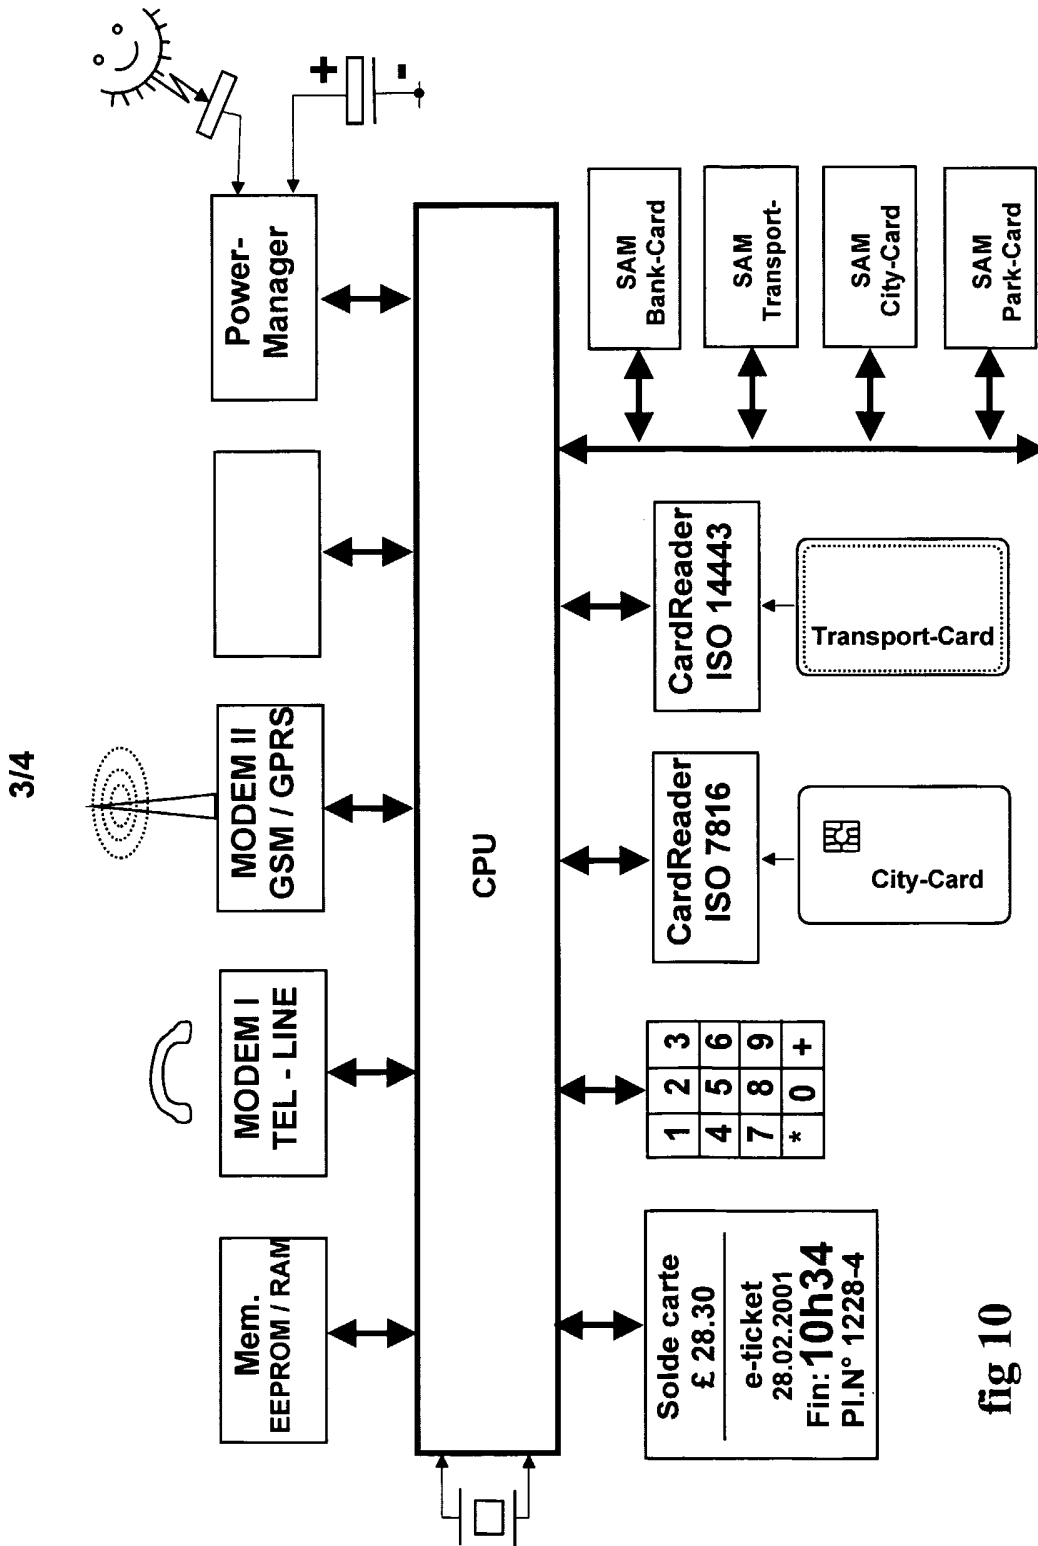 3/4
Mem.
EEPROM / RAM
MODEM I
TEL - LINE
MODEM II
GSM / GPRS
Power-
Manager
+
-
CPU
Solde carte
£ 28.30
e-ticket
28.02.2001
Fin: 10h34
Pl.N° 1228-4
1 2 3
4 5 6
7 8 9
* 0 +
CardReader
ISO 7816
City-Card
CardReader
ISO 14443
Transport-Card
SAM
Bank-Card
SAM
Transport-
SAM
City-Card
SAM
Park-Card
fig 10